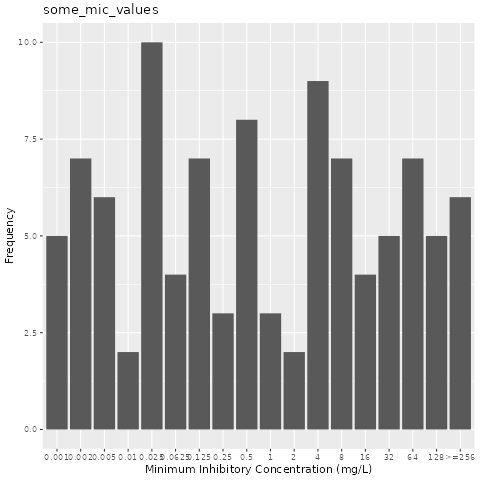 some_mic_values
10.0
7.5
5.0
2.5
0.0
Frequency
0.001 0.002 0.005 0.01 0.025 0.0625 0.125 0.25 0.5 1 2 4 8 16 32 64 128 >=256
Minimum Inhibitory Concentration (mg/L)